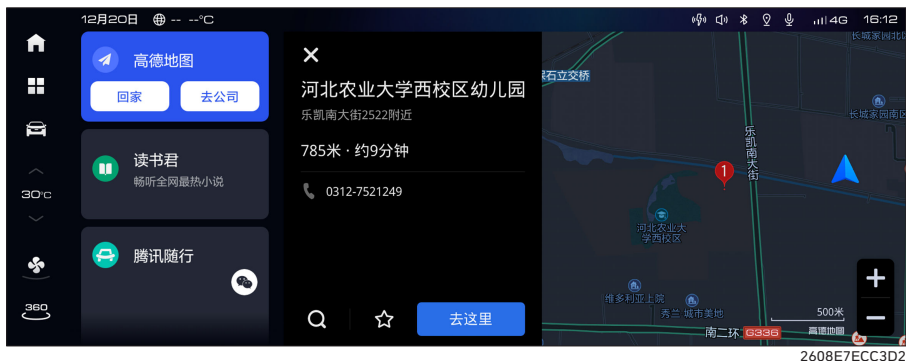 12月20日 -- --°C
4G 16:12
高德地图
回家
去公司
读书君
畅听全网最热小说
腾讯随行
30°C
360
河北农业大学西校区幼儿园
乐凯南大街2522附近
785米 · 约9分钟
0312-7521249
去这里
石立交桥
长城家园北区
长城家园南区
乐凯南大街
1
河北农业大
学西校区
维多利亚上院
秀兰 城市美地
南二环 G336
500米
高德地图
2608E7ECC3D2